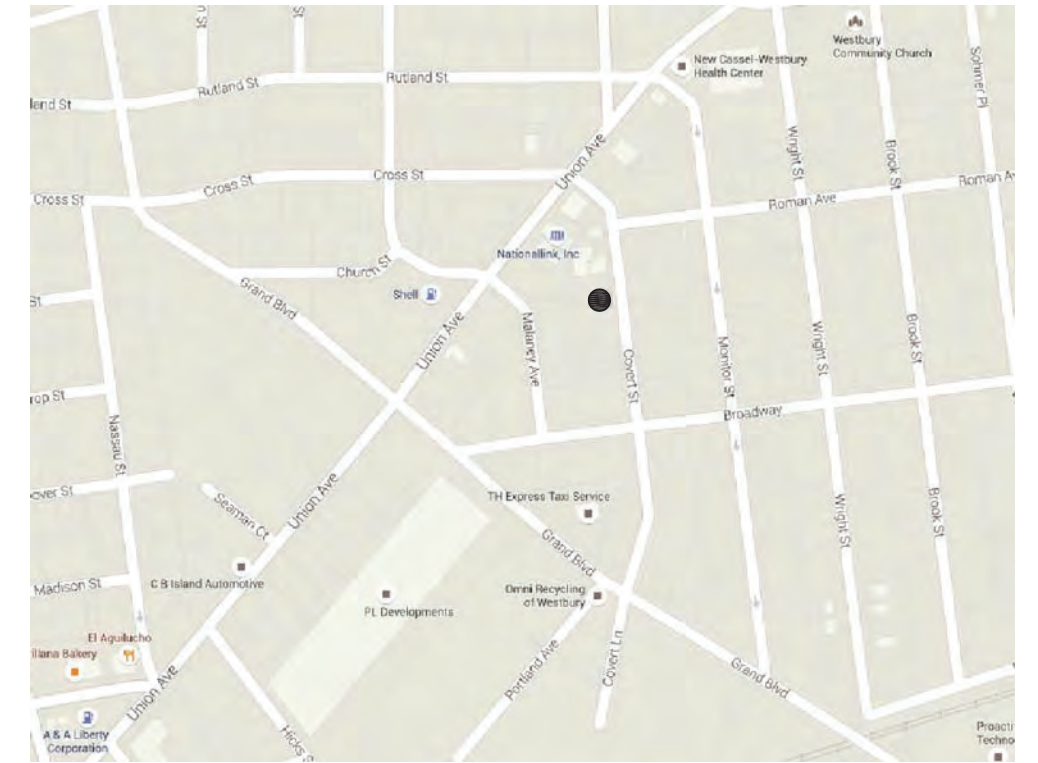 St
St
New Cassel-Westbury
Health Center
Westbury
Community Church
Sohmer Pl
Rutland St
Rutland St
land St
Union Ave
Wright St
Brook St
Cross St
Cross St
Cross St
Roman Ave
Roman Av
Nationallink, Inc
Church St
Shell
Grand Blvd
St
Union Ave
Malaney Ave
Covert St
Monitor St
Wright St
Brook St
rop St
Broadway
Nassau St
over St
Seaman Ct
Union Ave
TH Express Taxi Service
Grand Blvd
Wright St
Brook St
Madison St
C B Island Automotive
PL Developments
Omni Recycling
of Westbury
El Aguilucho
illana Bakery
Portland Ave
Covert Ln
Grand Blvd
Union Ave
Hicks S
A & A Liberty
Corporation
Proacti
Techno